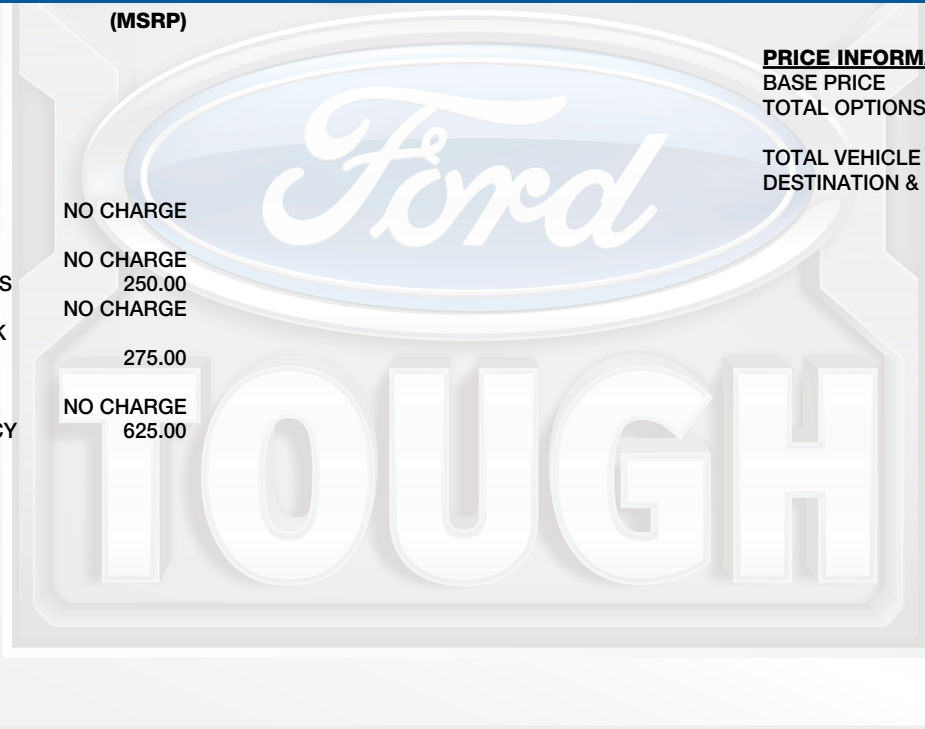 (MSRP)
NO CHARGE
NO CHARGE
S 250.00
NO CHARGE
K
275.00
NO CHARGE
CY 625.00
PRICE INFORMA
BASE PRICE
TOTAL OPTIONS
TOTAL VEHICLE
DESTINATION &
Ford
TOUGH